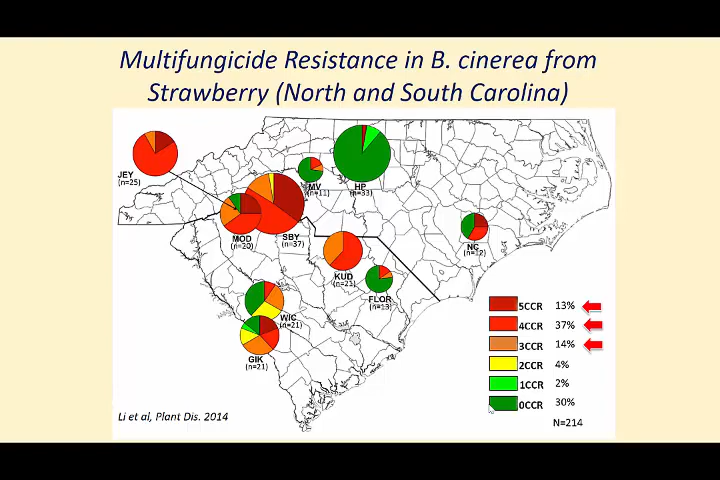 Multifungicide Resistance in B. cinerea from
Strawberry (North and South Carolina)
JEY
(n=25)
MV
(n=11)
HP
(n=33)
MOD
(n=20)
SBY
(n=37)
NC
(n=12)
KUD
(n=21)
FLOR
(n=13)
WIC
(n=21)
GIK
(n=21)
5CCR 13%
4CCR 37%
3CCR 14%
2CCR 4%
1CCR 2%
0CCR 30%
N=214
Li et al, Plant Dis. 2014